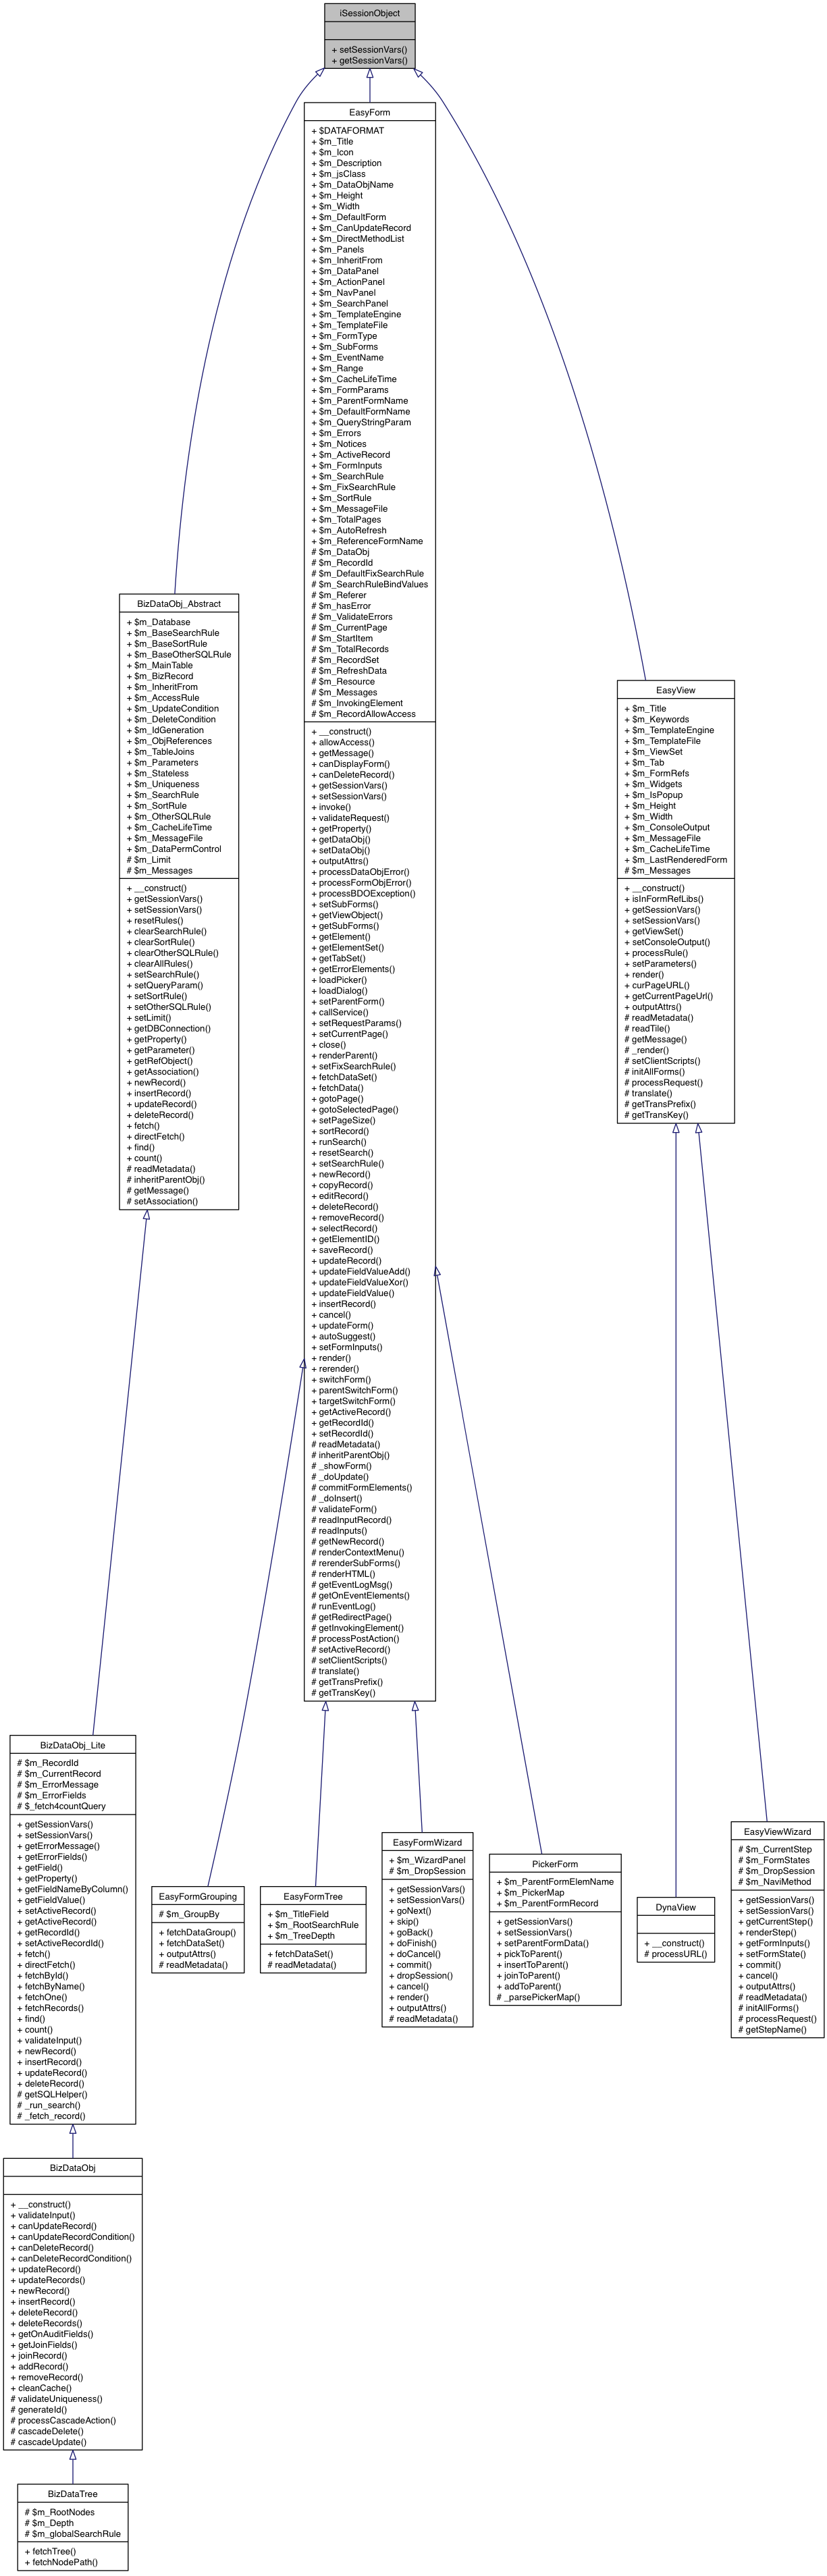 iSessionObject
+ setSessionVars()
+ getSessionVars()
EasyForm
+ $DATAFORMAT
+ $m_Title
+ $m_Icon
+ $m_Description
+ $m_jsClass
+ $m_DataObjName
+ $m_Height
+ $m_Width
+ $m_DefaultForm
+ $m_CanUpdateRecord
+ $m_DirectMethodList
+ $m_Panels
+ $m_InheritFrom
+ $m_DataPanel
+ $m_ActionPanel
+ $m_NavPanel
+ $m_SearchPanel
+ $m_TemplateEngine
+ $m_TemplateFile
+ $m_FormType
+ $m_SubForms
+ $m_EventName
+ $m_Range
+ $m_CacheLifeTime
+ $m_FormParams
+ $m_ParentFormName
+ $m_DefaultFormName
+ $m_QueryStringParam
+ $m_Errors
+ $m_Notices
+ $m_ActiveRecord
+ $m_FormInputs
+ $m_SearchRule
+ $m_FixSearchRule
+ $m_SortRule
+ $m_MessageFile
+ $m_TotalPages
+ $m_AutoRefresh
+ $m_ReferenceFormName
# $m_DataObj
# $m_RecordId
# $m_DefaultFixSearchRule
# $m_SearchRuleBindValues
# $m_Referer
# $m_hasError
# $m_ValidateErrors
# $m_CurrentPage
# $m_StartItem
# $m_TotalRecords
# $m_RecordSet
# $m_RefreshData
# $m_Resource
# $m_Messages
# $m_InvokingElement
# $m_RecordAllowAccess
+ __construct()
+ allowAccess()
+ getMessage()
+ canDisplayForm()
+ canDeleteRecord()
+ getSessionVars()
+ setSessionVars()
+ invoke()
+ validateRequest()
+ getProperty()
+ getDataObj()
+ setDataObj()
+ outputAttrs()
+ processDataObjError()
+ processFormObjError()
+ processBDOException()
+ setSubForms()
+ getViewObject()
+ getSubForms()
+ getElement()
+ getElementSet()
+ getTabSet()
+ getErrorElements()
+ loadPicker()
+ loadDialog()
+ setParentForm()
+ callService()
+ setRequestParams()
+ setCurrentPage()
+ close()
+ renderParent()
+ setFixSearchRule()
+ fetchDataSet()
+ fetchData()
+ gotoPage()
+ gotoSelectedPage()
+ setPageSize()
+ sortRecord()
+ runSearch()
+ resetSearch()
+ setSearchRule()
+ newRecord()
+ copyRecord()
+ editRecord()
+ deleteRecord()
+ removeRecord()
+ selectRecord()
+ getElementID()
+ saveRecord()
+ updateRecord()
+ updateFieldValueAdd()
+ updateFieldValueXor()
+ updateFieldValue()
+ insertRecord()
+ cancel()
+ updateForm()
+ autoSuggest()
+ setFormInputs()
+ render()
+ rerender()
+ switchForm()
+ parentSwitchForm()
+ targetSwitchForm()
+ getActiveRecord()
+ getRecordId()
+ setRecordId()
# readMetadata()
# inheritParentObj()
# _showForm()
# _doUpdate()
# commitFormElements()
# _doInsert()
# validateForm()
# readInputRecord()
# readInputs()
# getNewRecord()
# renderContextMenu()
# rerenderSubForms()
# renderHTML()
# getEventLogMsg()
# getOnEventElements()
# runEventLog()
# getRedirectPage()
# getInvokingElement()
# processPostAction()
# setActiveRecord()
# setClientScripts()
# translate()
# getTransPrefix()
# getTransKey()
BizDataObj_Abstract
+ $m_Database
+ $m_BaseSearchRule
+ $m_BaseSortRule
+ $m_BaseOtherSQLRule
+ $m_MainTable
+ $m_BizRecord
+ $m_InheritFrom
+ $m_AccessRule
+ $m_UpdateCondition
+ $m_DeleteCondition
+ $m_IdGeneration
+ $m_ObjReferences
+ $m_TableJoins
+ $m_Parameters
+ $m_Stateless
+ $m_Uniqueness
+ $m_SearchRule
+ $m_SortRule
+ $m_OtherSQLRule
+ $m_CacheLifeTime
+ $m_MessageFile
+ $m_DataPermControl
# $m_Limit
# $m_Messages
+ __construct()
+ getSessionVars()
+ setSessionVars()
+ resetRules()
+ clearSearchRule()
+ clearSortRule()
+ clearOtherSQLRule()
+ clearAllRules()
+ setSearchRule()
+ setQueryParam()
+ setSortRule()
+ setOtherSQLRule()
+ setLimit()
+ getDBConnection()
+ getProperty()
+ getParameter()
+ getRefObject()
+ getAssociation()
+ newRecord()
+ insertRecord()
+ updateRecord()
+ deleteRecord()
+ fetch()
+ directFetch()
+ find()
+ count()
# readMetadata()
# inheritParentObj()
# getMessage()
# setAssociation()
EasyView
+ $m_Title
+ $m_Keywords
+ $m_TemplateEngine
+ $m_TemplateFile
+ $m_ViewSet
+ $m_Tab
+ $m_FormRefs
+ $m_Widgets
+ $m_IsPopup
+ $m_Height
+ $m_Width
+ $m_ConsoleOutput
+ $m_MessageFile
+ $m_CacheLifeTime
+ $m_LastRenderedForm
# $m_Messages
+ __construct()
+ isInFormRefLibs()
+ getSessionVars()
+ setSessionVars()
+ getViewSet()
+ setConsoleOutput()
+ processRule()
+ setParameters()
+ render()
+ curPageURL()
+ getCurrentPageUrl()
+ outputAttrs()
# readMetadata()
# readTile()
# getMessage()
# _render()
# setClientScripts()
# initAllForms()
# processRequest()
# translate()
# getTransPrefix()
# getTransKey()
BizDataObj_Lite
# $m_RecordId
# $m_CurrentRecord
# $m_ErrorMessage
# $m_ErrorFields
# $_fetch4countQuery
+ getSessionVars()
+ setSessionVars()
+ getErrorMessage()
+ getErrorFields()
+ getField()
+ getProperty()
+ getFieldNameByColumn()
+ getFieldValue()
+ setActiveRecord()
+ getActiveRecord()
+ getRecordId()
+ setActiveRecordId()
+ fetch()
+ directFetch()
+ fetchById()
+ fetchByName()
+ fetchOne()
+ fetchRecords()
+ find()
+ count()
+ validateInput()
+ newRecord()
+ insertRecord()
+ updateRecord()
+ deleteRecord()
# getSQLHelper()
# _run_search()
# _fetch_record()
EasyFormGrouping
# $m_GroupBy
+ fetchDataGroup()
+ fetchDataSet()
+ outputAttrs()
# readMetadata()
EasyFormTree
+ $m_TitleField
+ $m_RootSearchRule
+ $m_TreeDepth
+ fetchDataSet()
# readMetadata()
EasyFormWizard
+ $m_WizardPanel
# $m_DropSession
+ getSessionVars()
+ setSessionVars()
+ goNext()
+ skip()
+ goBack()
+ doFinish()
+ doCancel()
+ commit()
+ dropSession()
+ cancel()
+ render()
+ outputAttrs()
# readMetadata()
PickerForm
+ $m_ParentFormElemName
+ $m_PickerMap
+ $m_ParentFormRecord
+ getSessionVars()
+ setSessionVars()
+ setParentFormData()
+ pickToParent()
+ insertToParent()
+ joinToParent()
+ addToParent()
# _parsePickerMap()
DynaView
+ __construct()
# processURL()
EasyViewWizard
# $m_CurrentStep
# $m_FormStates
# $m_DropSession
# $m_NaviMethod
+ getSessionVars()
+ setSessionVars()
+ getCurrentStep()
+ renderStep()
+ getFormInputs()
+ setFormState()
+ commit()
+ cancel()
+ outputAttrs()
# readMetadata()
# initAllForms()
# processRequest()
# getStepName()
BizDataObj
+ __construct()
+ validateInput()
+ canUpdateRecord()
+ canUpdateRecordCondition()
+ canDeleteRecord()
+ canDeleteRecordCondition()
+ updateRecord()
+ updateRecords()
+ newRecord()
+ insertRecord()
+ deleteRecord()
+ deleteRecords()
+ getOnAuditFields()
+ getJoinFields()
+ joinRecord()
+ addRecord()
+ removeRecord()
+ cleanCache()
# validateUniqueness()
# generateId()
# processCascadeAction()
# cascadeDelete()
# cascadeUpdate()
BizDataTree
# $m_RootNodes
# $m_Depth
# $m_globalSearchRule
+ fetchTree()
+ fetchNodePath()